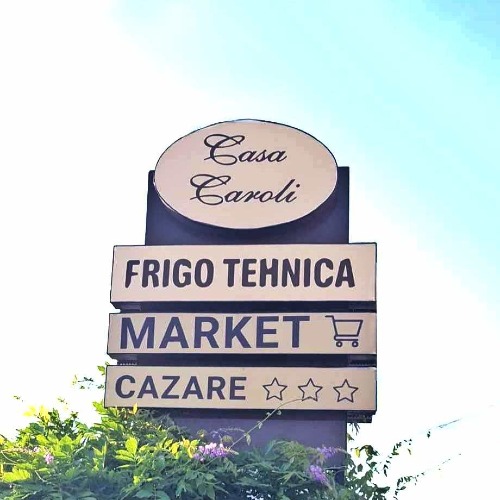 Casa
Caroli
FRIGO TEHNICA
MARKET
CAZARE